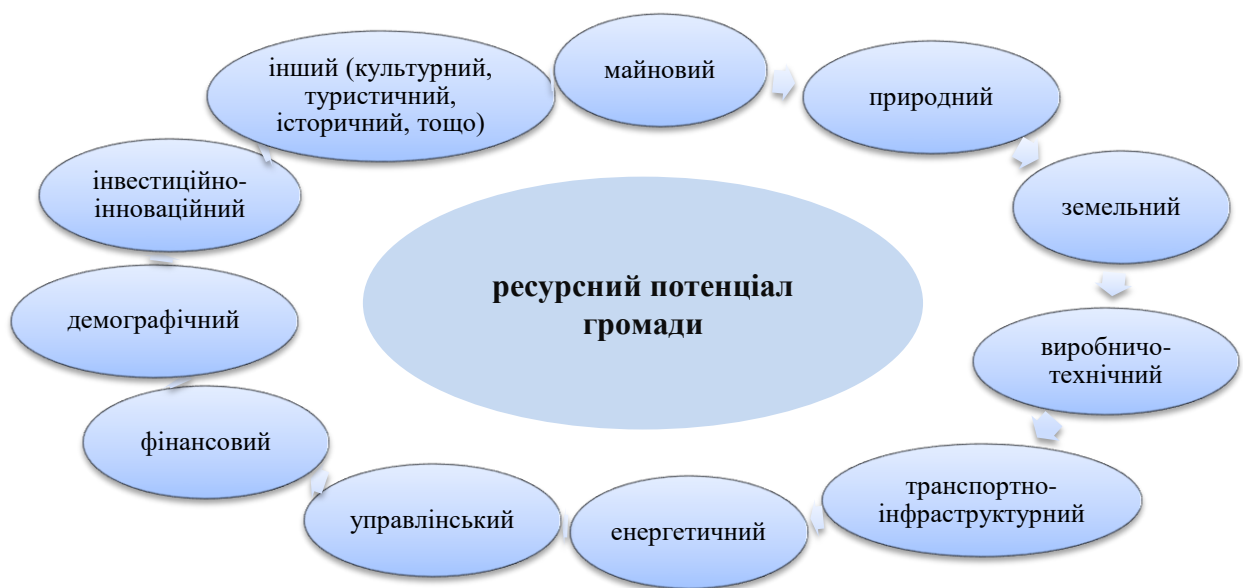 інший (культурний,
туристичний,
історичний, тощо)
майновий
природний
земельний
виробничо-
технічний
транспортно-
інфраструктурний
енергетичний
управлінський
фінансовий
демографічний
інвестиційно-
інноваційний
ресурсний потенціал
громади